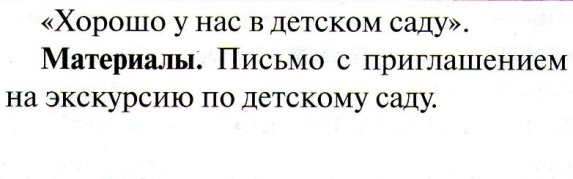 «Хорошо у нас в детском саду».
Материалы. Письмо с приглашением
на экскурсию по детскому саду.